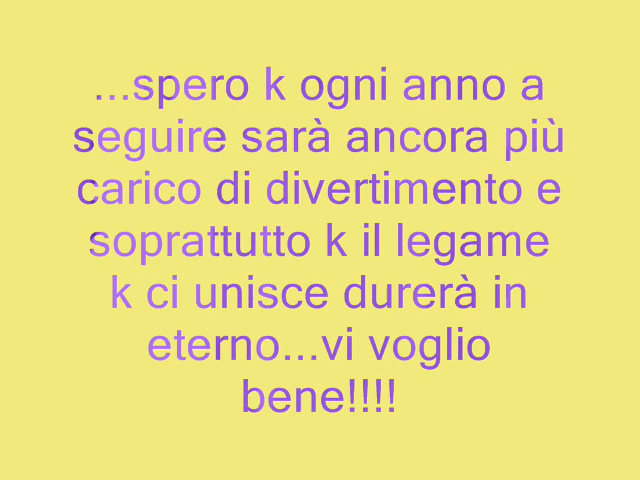 ...spero k ogni anno a
seguire sarà ancora più
carico di divertimento e
soprattutto k il legame
k ci unisce durerà in
eterno...vi voglio
bene!!!!